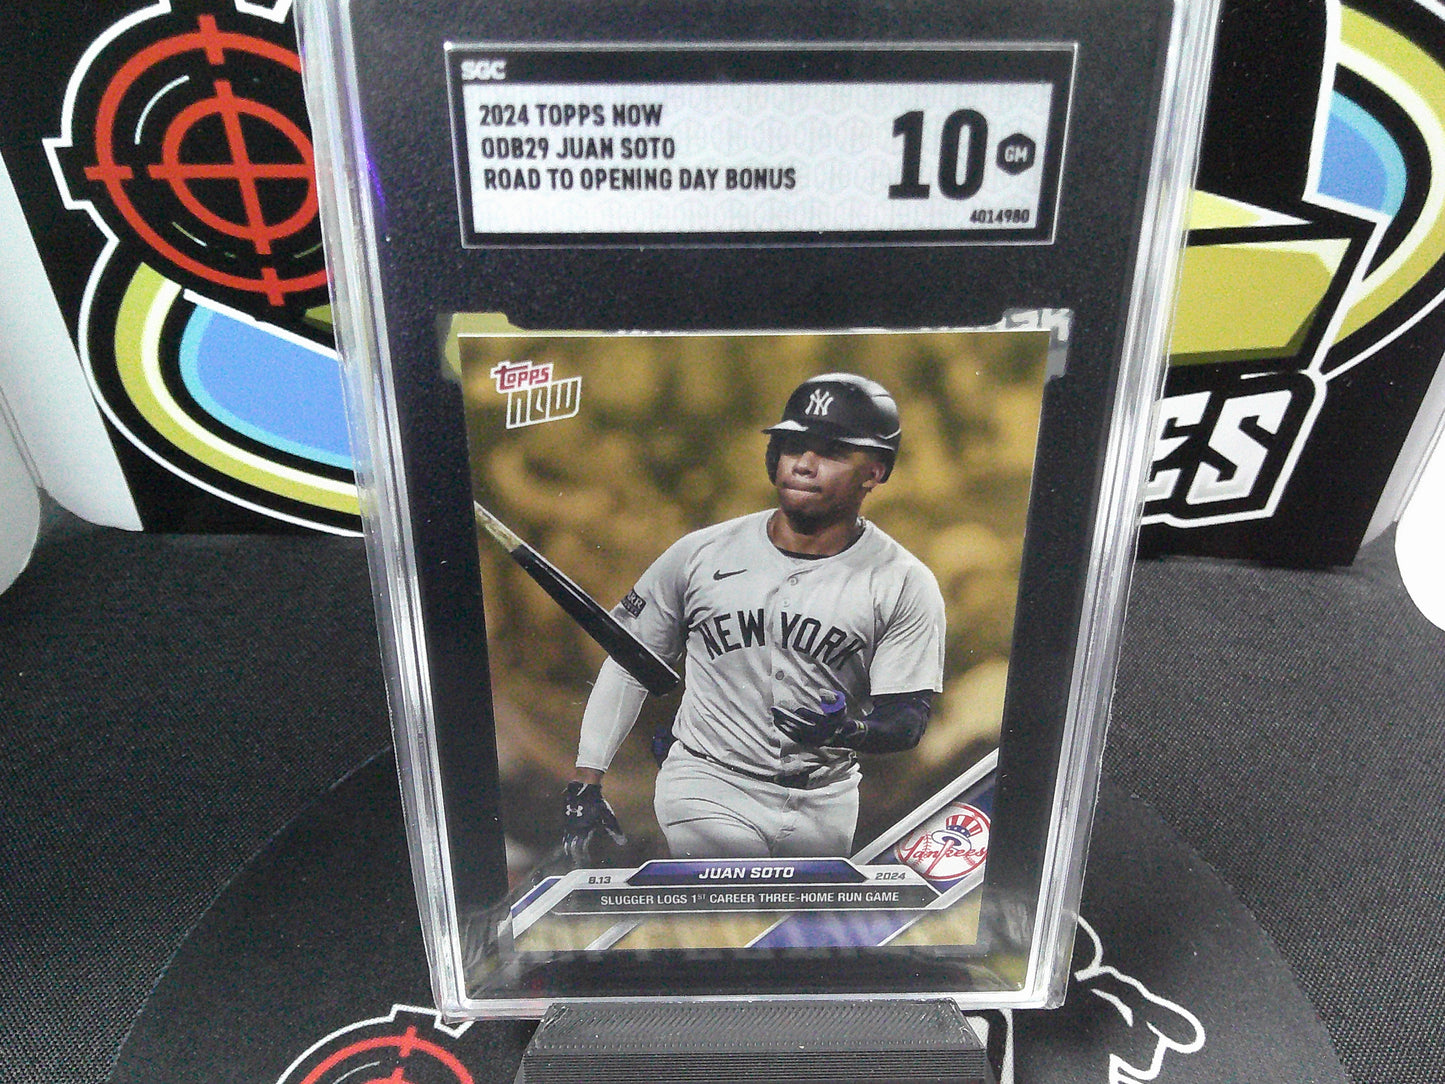 SGC
2024 TOPPS NOW
ODB29 JUAN SOTO
ROAD TO OPENING DAY BONUS
10
GM
4014980
topps
now
NY
NEW YORK
Yankees
JUAN SOTO
8.13
2024
SLUGGER LOGS 1ST CAREER THREE-HOME RUN GAME